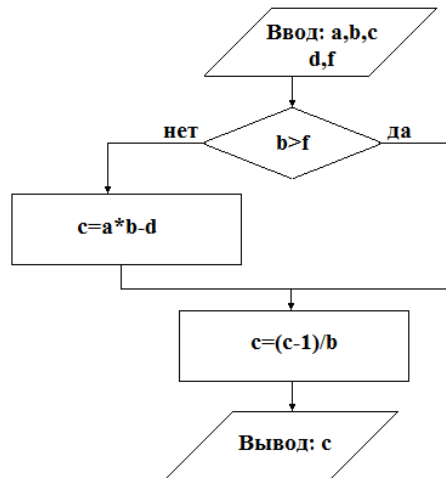 Ввод: a,b,c
d,f
нет
b>f
да
c=a*b-d
c=(c-1)/b
Вывод: c